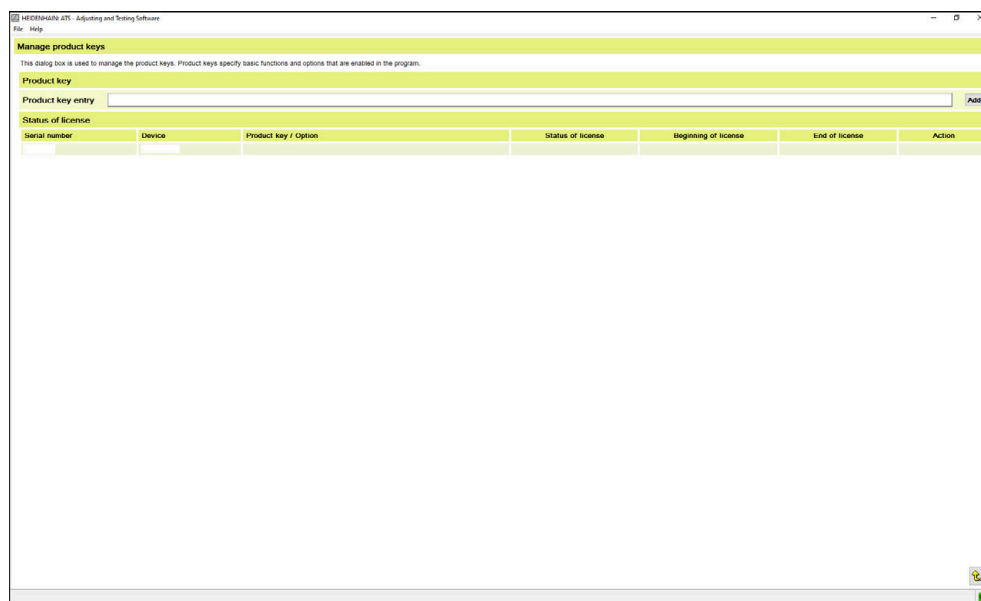 HEIDENHAIN: ATS - Adjusting and Testing Software
File Help
Manage product keys
This dialog box is used to manage the product keys. Product keys specify basic functions and options that are enabled in the program.
Product key
Product key entry Add
Status of license
Serial number Device Product key / Option Status of license Beginning of license End of license Action